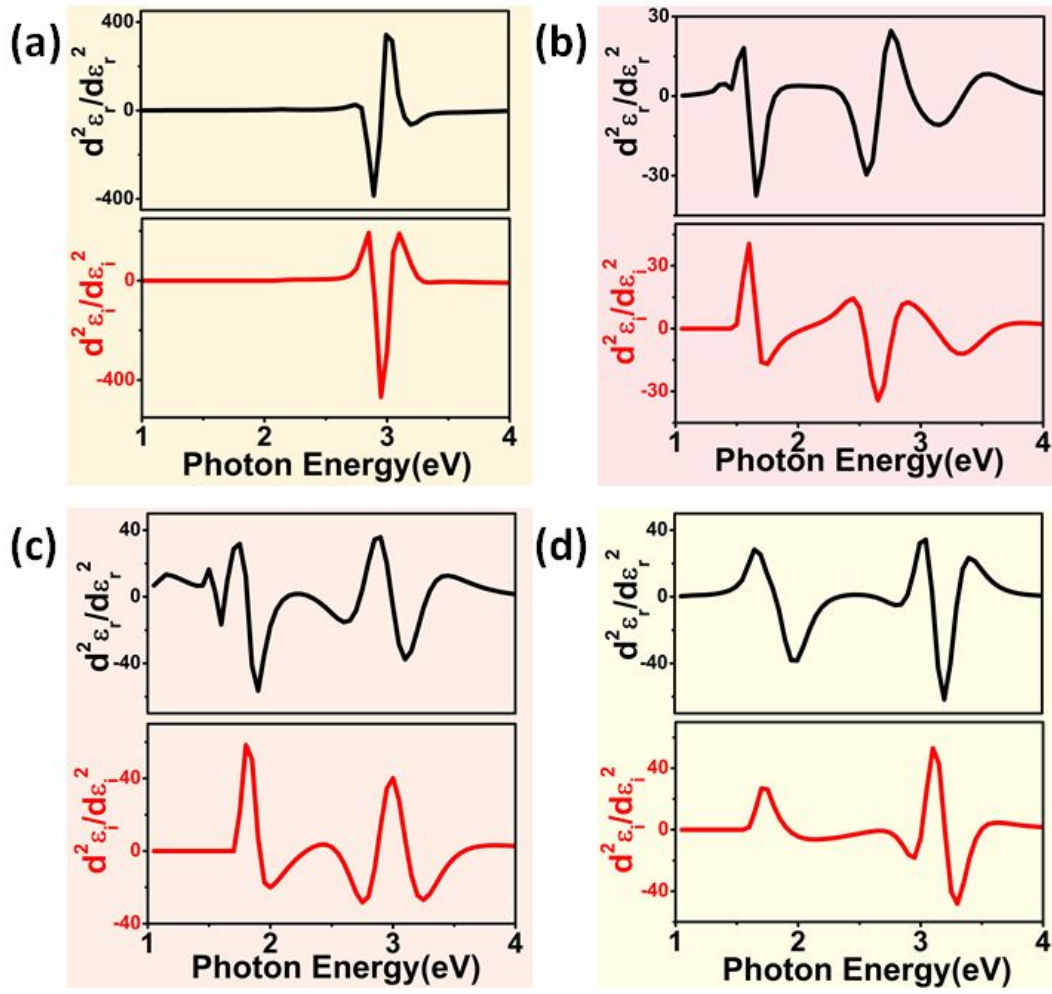 (a)
d²εr/dεr²
400
0
-400
d²εi/dεi²
0
-400
1 2 3 4
Photon Energy(eV)
(b)
d²εr/dεr²
30
0
-30
d²εi/dεi²
30
0
-30
1 2 3 4
Photon Energy(eV)
(c)
d²εr/dεr²
40
0
-40
d²εi/dεi²
-40
0
-40
1 2 3 4
Photon Energy(eV)
(d)
d²εr/dεr²
40
0
-40
d²εi/dεi²
40
0
-40
1 2 3 4
Photon Energy(eV)